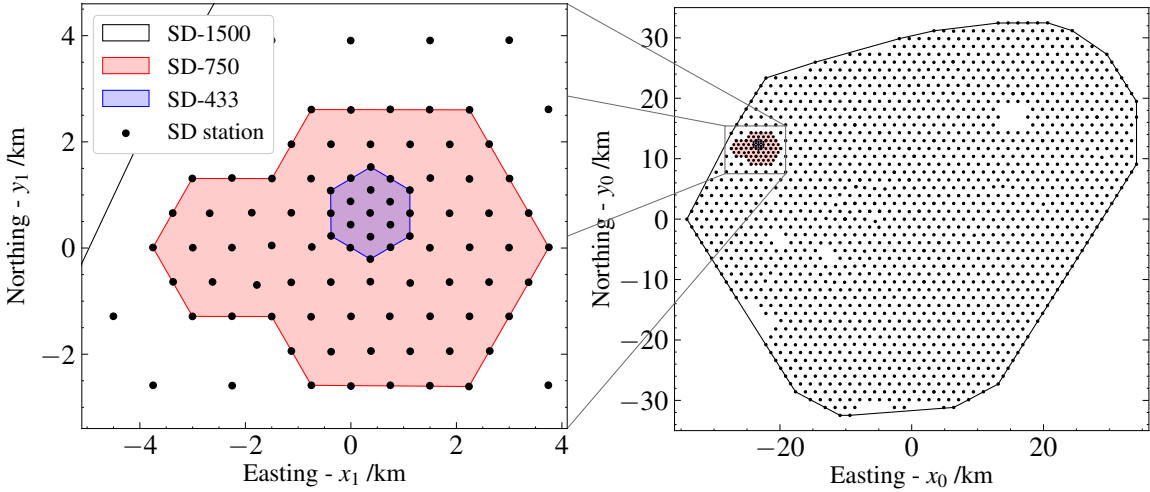 SD-1500
SD-750
SD-433
SD station
4
2
0
−2
−4
−2
0
2
4
Northing - y₁ /km
Easting - x₁ /km
30
20
10
0
−10
−20
−30
−20
0
20
Northing - y₀ /km
Easting - x₀ /km